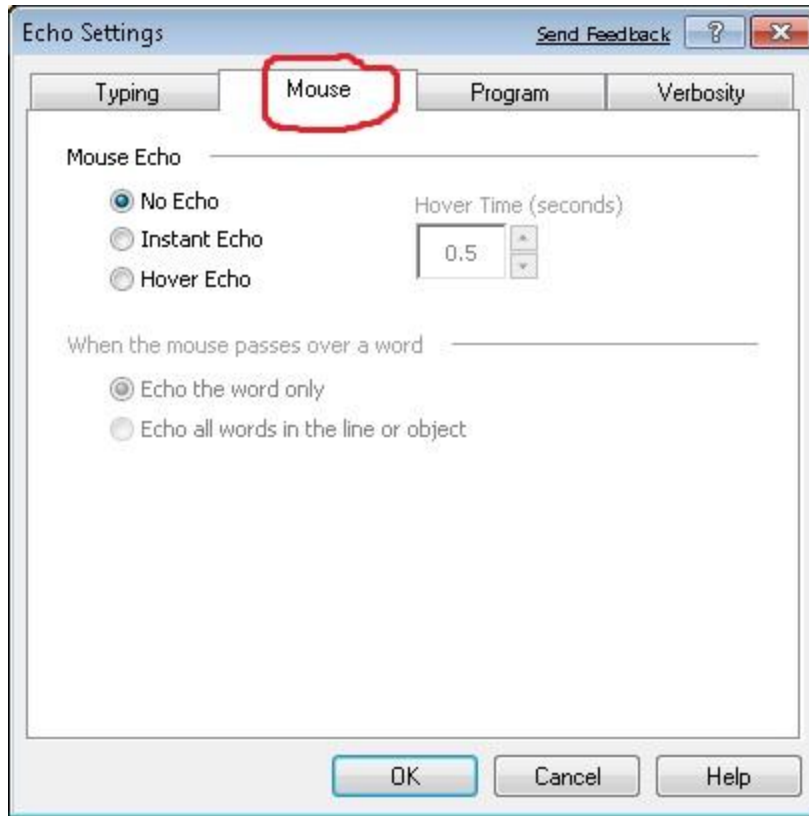 Echo Settings Send Feedback ?
Typing Mouse Program Verbosity
Mouse Echo
No Echo Hover Time (seconds)
Instant Echo 0.5
Hover Echo
When the mouse passes over a word
Echo the word only
Echo all words in the line or object
OK Cancel Help